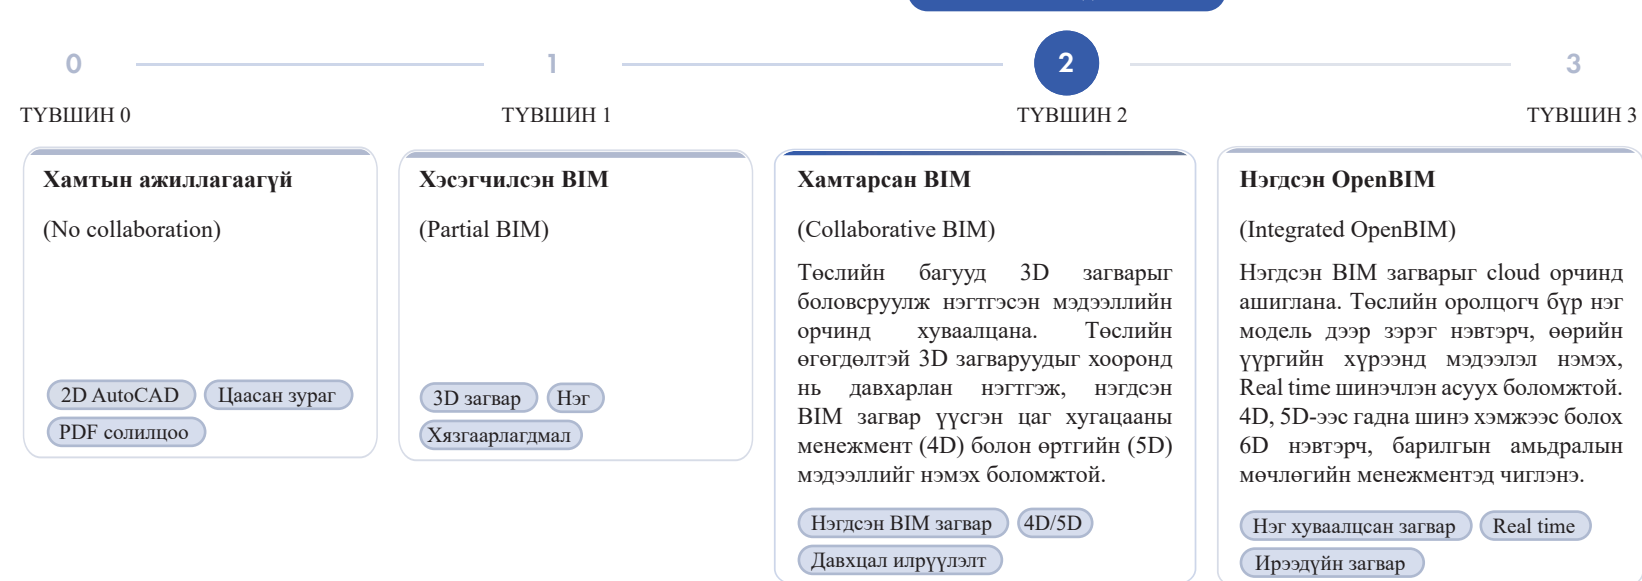 0
1
2
3
ТҮВШИН 0
ТҮВШИН 1
ТҮВШИН 2
ТҮВШИН 3
Хамтын ажиллагаагүй
(No collaboration)
2D AutoCAD
Цаасан зураг
PDF солилцоо
Хэсэгчилсэн BIM
(Partial BIM)
3D загвар
Нэг
Хязгаарлагдмал
Хамтарсан BIM
(Collaborative BIM)
Төслийн багууд 3D загварыг
боловсруулж нэгтгэсэн мэдээллийн
орчинд хуваалцана. Төслийн
өгөгдөлтэй 3D загваруудыг хооронд
нь давхарлан нэгтгэж, нэгдсэн
BIM загвар үүсгэн цаг хугацааны
менежмент (4D) болон өртгийн (5D)
мэдээллийг нэмэх боломжтой.
Нэгдсэн BIM загвар
4D/5D
Давхцал илрүүлэлт
Нэгдсэн OpenBIM
(Integrated OpenBIM)
Нэгдсэн BIM загварыг cloud орчинд
ашиглана. Төслийн оролцогч бүр нэг
модель дээр зэрэг нэвтэрч, өөрийн
үүргийн хүрээнд мэдээлэл нэмэх,
Real time шинэчлэн асуух боломжтой.
4D, 5D-ээс гадна шинэ хэмжээс болох
6D нэвтэрч, барилгын амьдралын
мөчлөгийн менежментэд чиглэнэ.
Нэг хуваалцсан загвар
Real time
Ирээдүйн загвар